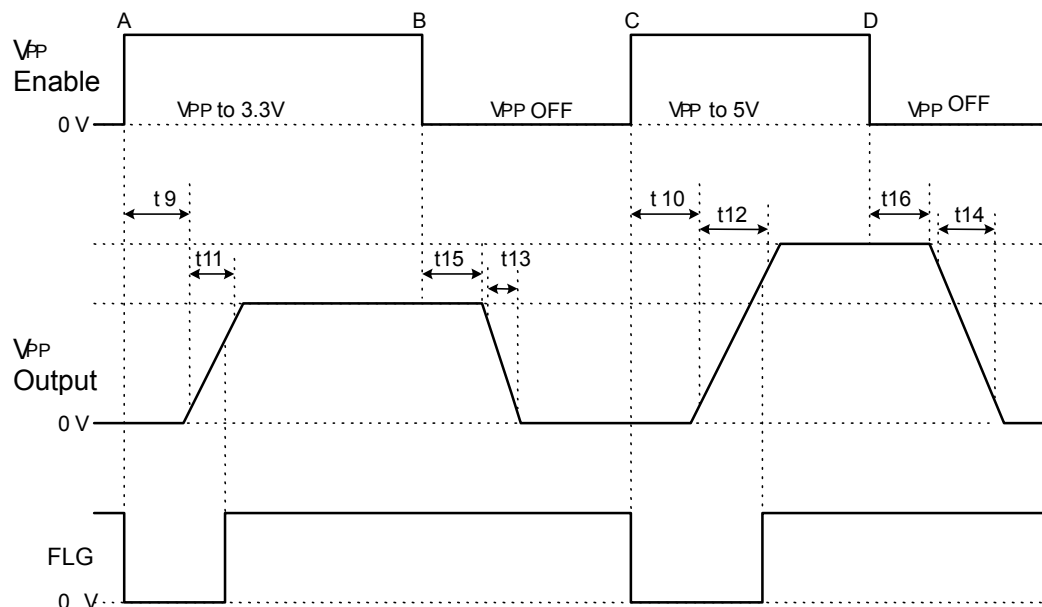 A B C D
VPP
Enable
VPP to 3.3V VPP OFF VPP to 5V VPP OFF
0 V
t 9 t 10 t12 t16 t14
t11 t15 t13
VPP
Output
0 V
FLG
0 V